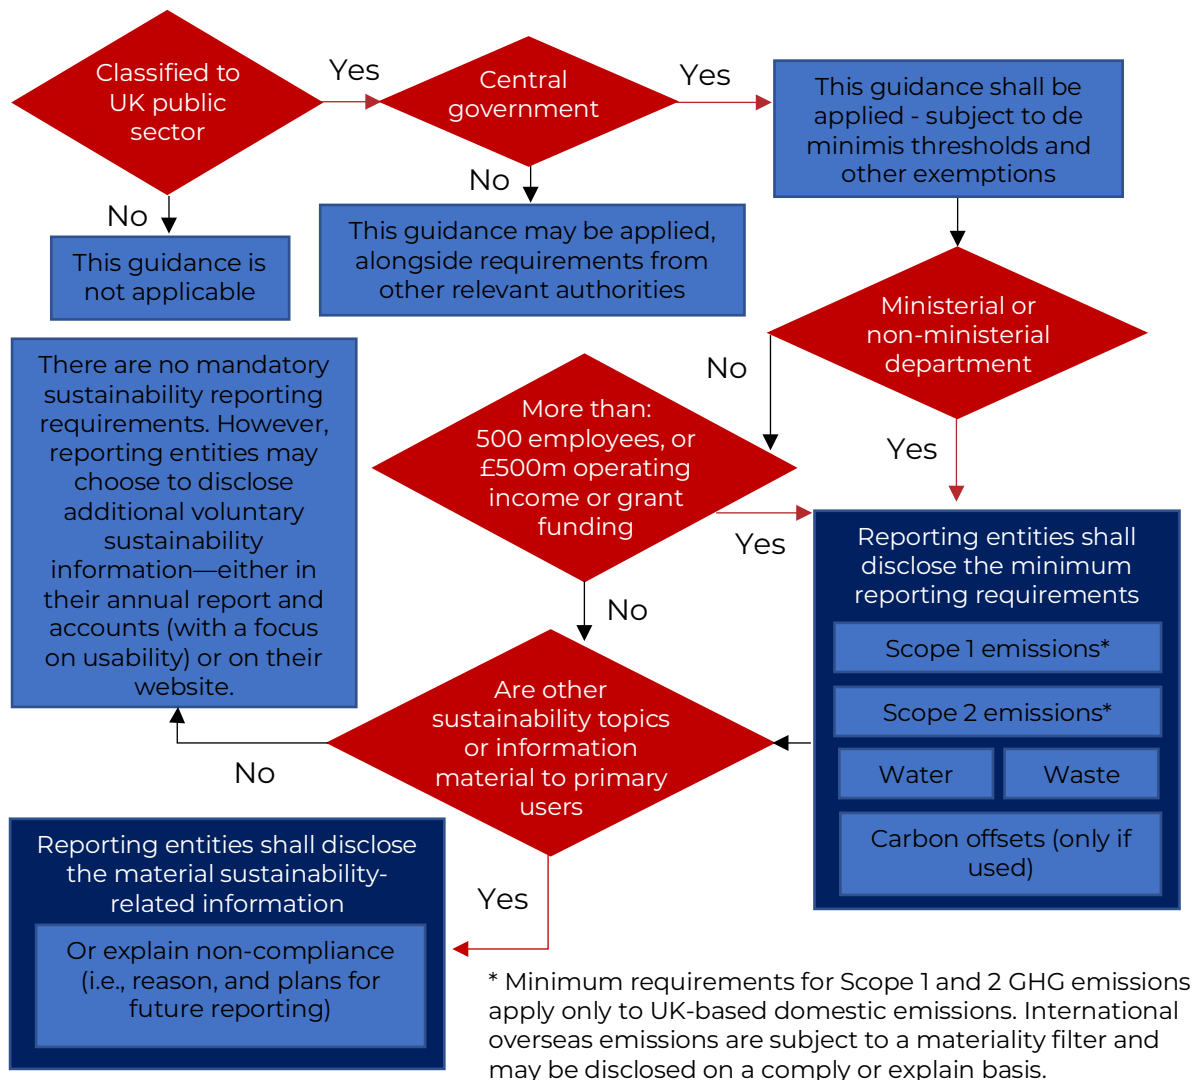 Classified to
UK public
sector
Yes
Central
government
Yes
This guidance shall be
applied - subject to de
minimis thresholds and
other exemptions
No
This guidance is
not applicable
No
This guidance may be applied,
alongside requirements from
other relevant authorities
Ministerial or
non-ministerial
department
No
Yes
More than:
500 employees, or
£500m operating
income or grant
funding
Yes
No
Reporting entities shall
disclose the minimum
reporting requirements
Scope 1 emissions*
Scope 2 emissions*
Water
Waste
Carbon offsets (only if
used)
Are other
sustainability topics
or information
material to primary
users
No
There are no mandatory
sustainability reporting
requirements. However,
reporting entities may
choose to disclose
additional voluntary
sustainability
information—either in
their annual report and
accounts (with a focus
on usability) or on their
website.
Yes
Reporting entities shall disclose
the material sustainability-
related information
Or explain non-compliance
(i.e., reason, and plans for
future reporting)
* Minimum requirements for Scope 1 and 2 GHG emissions
apply only to UK-based domestic emissions. International
overseas emissions are subject to a materiality filter and
may be disclosed on a comply or explain basis.